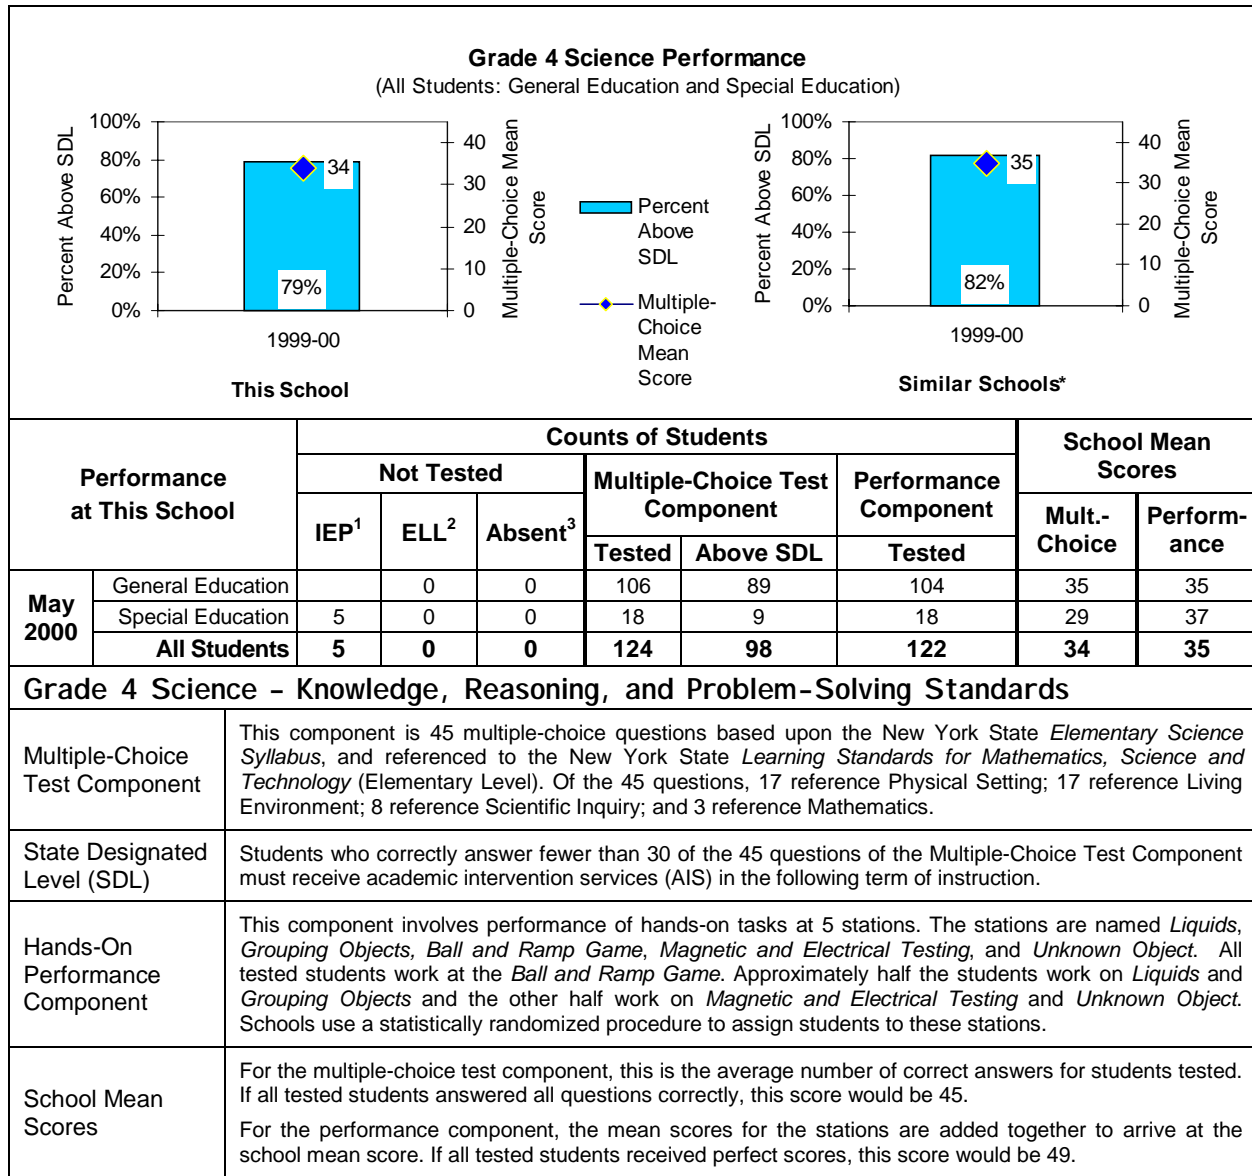 Grade 4 Science Performance
(All Students: General Education and Special Education)
Percent Above SDL
100%
80%
60%
40%
20%
0%
34
79%
40
30
20
10
0
Multiple-Choice Mean
Score
1999-00
This School
Percent
Above
SDL
Multiple-
Choice
Mean
Score
Percent Above SDL
100%
80%
60%
40%
20%
0%
35
82%
40
30
20
10
0
Multiple-Choice Mean
Score
1999-00
Similar Schools*
Performance
at This School
Counts of Students
School Mean
Scores
Not Tested
Multiple-Choice Test
Component
Performance
Component
IEP1 ELL2 Absent3
Mult.-
Choice
Perform-
ance
Tested Above SDL Tested
May
2000
General Education 0 0 106 89 104 35 35
Special Education 5 0 0 18 9 18 29 37
All Students 5 0 0 124 98 122 34 35
Grade 4 Science – Knowledge, Reasoning, and Problem-Solving Standards
Multiple-Choice
Test Component
This component is 45 multiple-choice questions based upon the New York State Elementary Science
Syllabus, and referenced to the New York State Learning Standards for Mathematics, Science and
Technology (Elementary Level). Of the 45 questions, 17 reference Physical Setting; 17 reference Living
Environment; 8 reference Scientific Inquiry; and 3 reference Mathematics.
State Designated
Level (SDL)
Students who correctly answer fewer than 30 of the 45 questions of the Multiple-Choice Test Component
must receive academic intervention services (AIS) in the following term of instruction.
Hands-On
Performance
Component
This component involves performance of hands-on tasks at 5 stations. The stations are named Liquids,
Grouping Objects, Ball and Ramp Game, Magnetic and Electrical Testing, and Unknown Object. All
tested students work at the Ball and Ramp Game. Approximately half the students work on Liquids and
Grouping Objects and the other half work on Magnetic and Electrical Testing and Unknown Object.
Schools use a statistically randomized procedure to assign students to these stations.
School Mean
Scores
For the multiple-choice test component, this is the average number of correct answers for students tested.
If all tested students answered all questions correctly, this score would be 45.
For the performance component, the mean scores for the stations are added together to arrive at the
school mean score. If all tested students received perfect scores, this score would be 49.